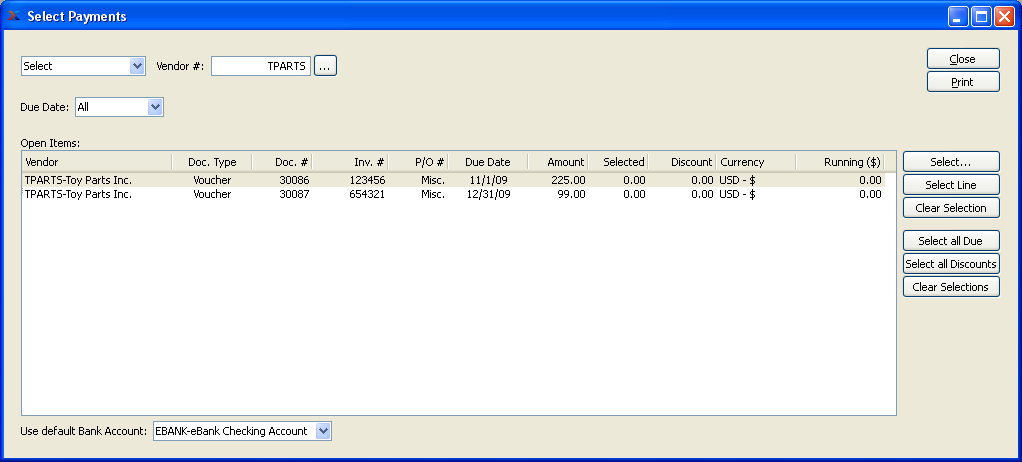 Select Payments
Select Vendor #: TPARTS ... Close
Print
Due Date: All
Open Items:
Vendor Doc. Type Doc. # Inv. # P/O # Due Date Amount Selected Discount Currency Running ($) Select...
TPARTS-Toy Parts Inc. Voucher 30086 123456 Misc. 11/1/09 225.00 0.00 0.00 USD - $ 0.00 Select Line
TPARTS-Toy Parts Inc. Voucher 30087 654321 Misc. 12/31/09 99.00 0.00 0.00 USD - $ 0.00
Clear Selection
Select all Due
Select all Discounts
Clear Selections
Use default Bank Account: EBANK-eBank Checking Account